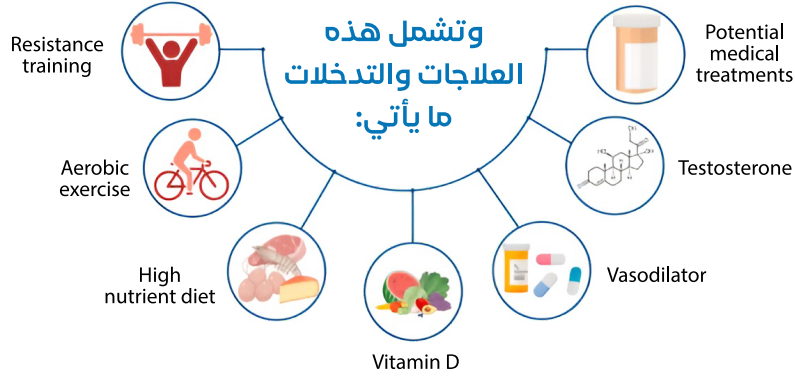 وتشمل هذه
العلاجات والتدخلات
ما يأتي:
Resistance
training
Aerobic
exercise
High
nutrient diet
Vitamin D
Vasodilator
Testosterone
Potential
medical
treatments